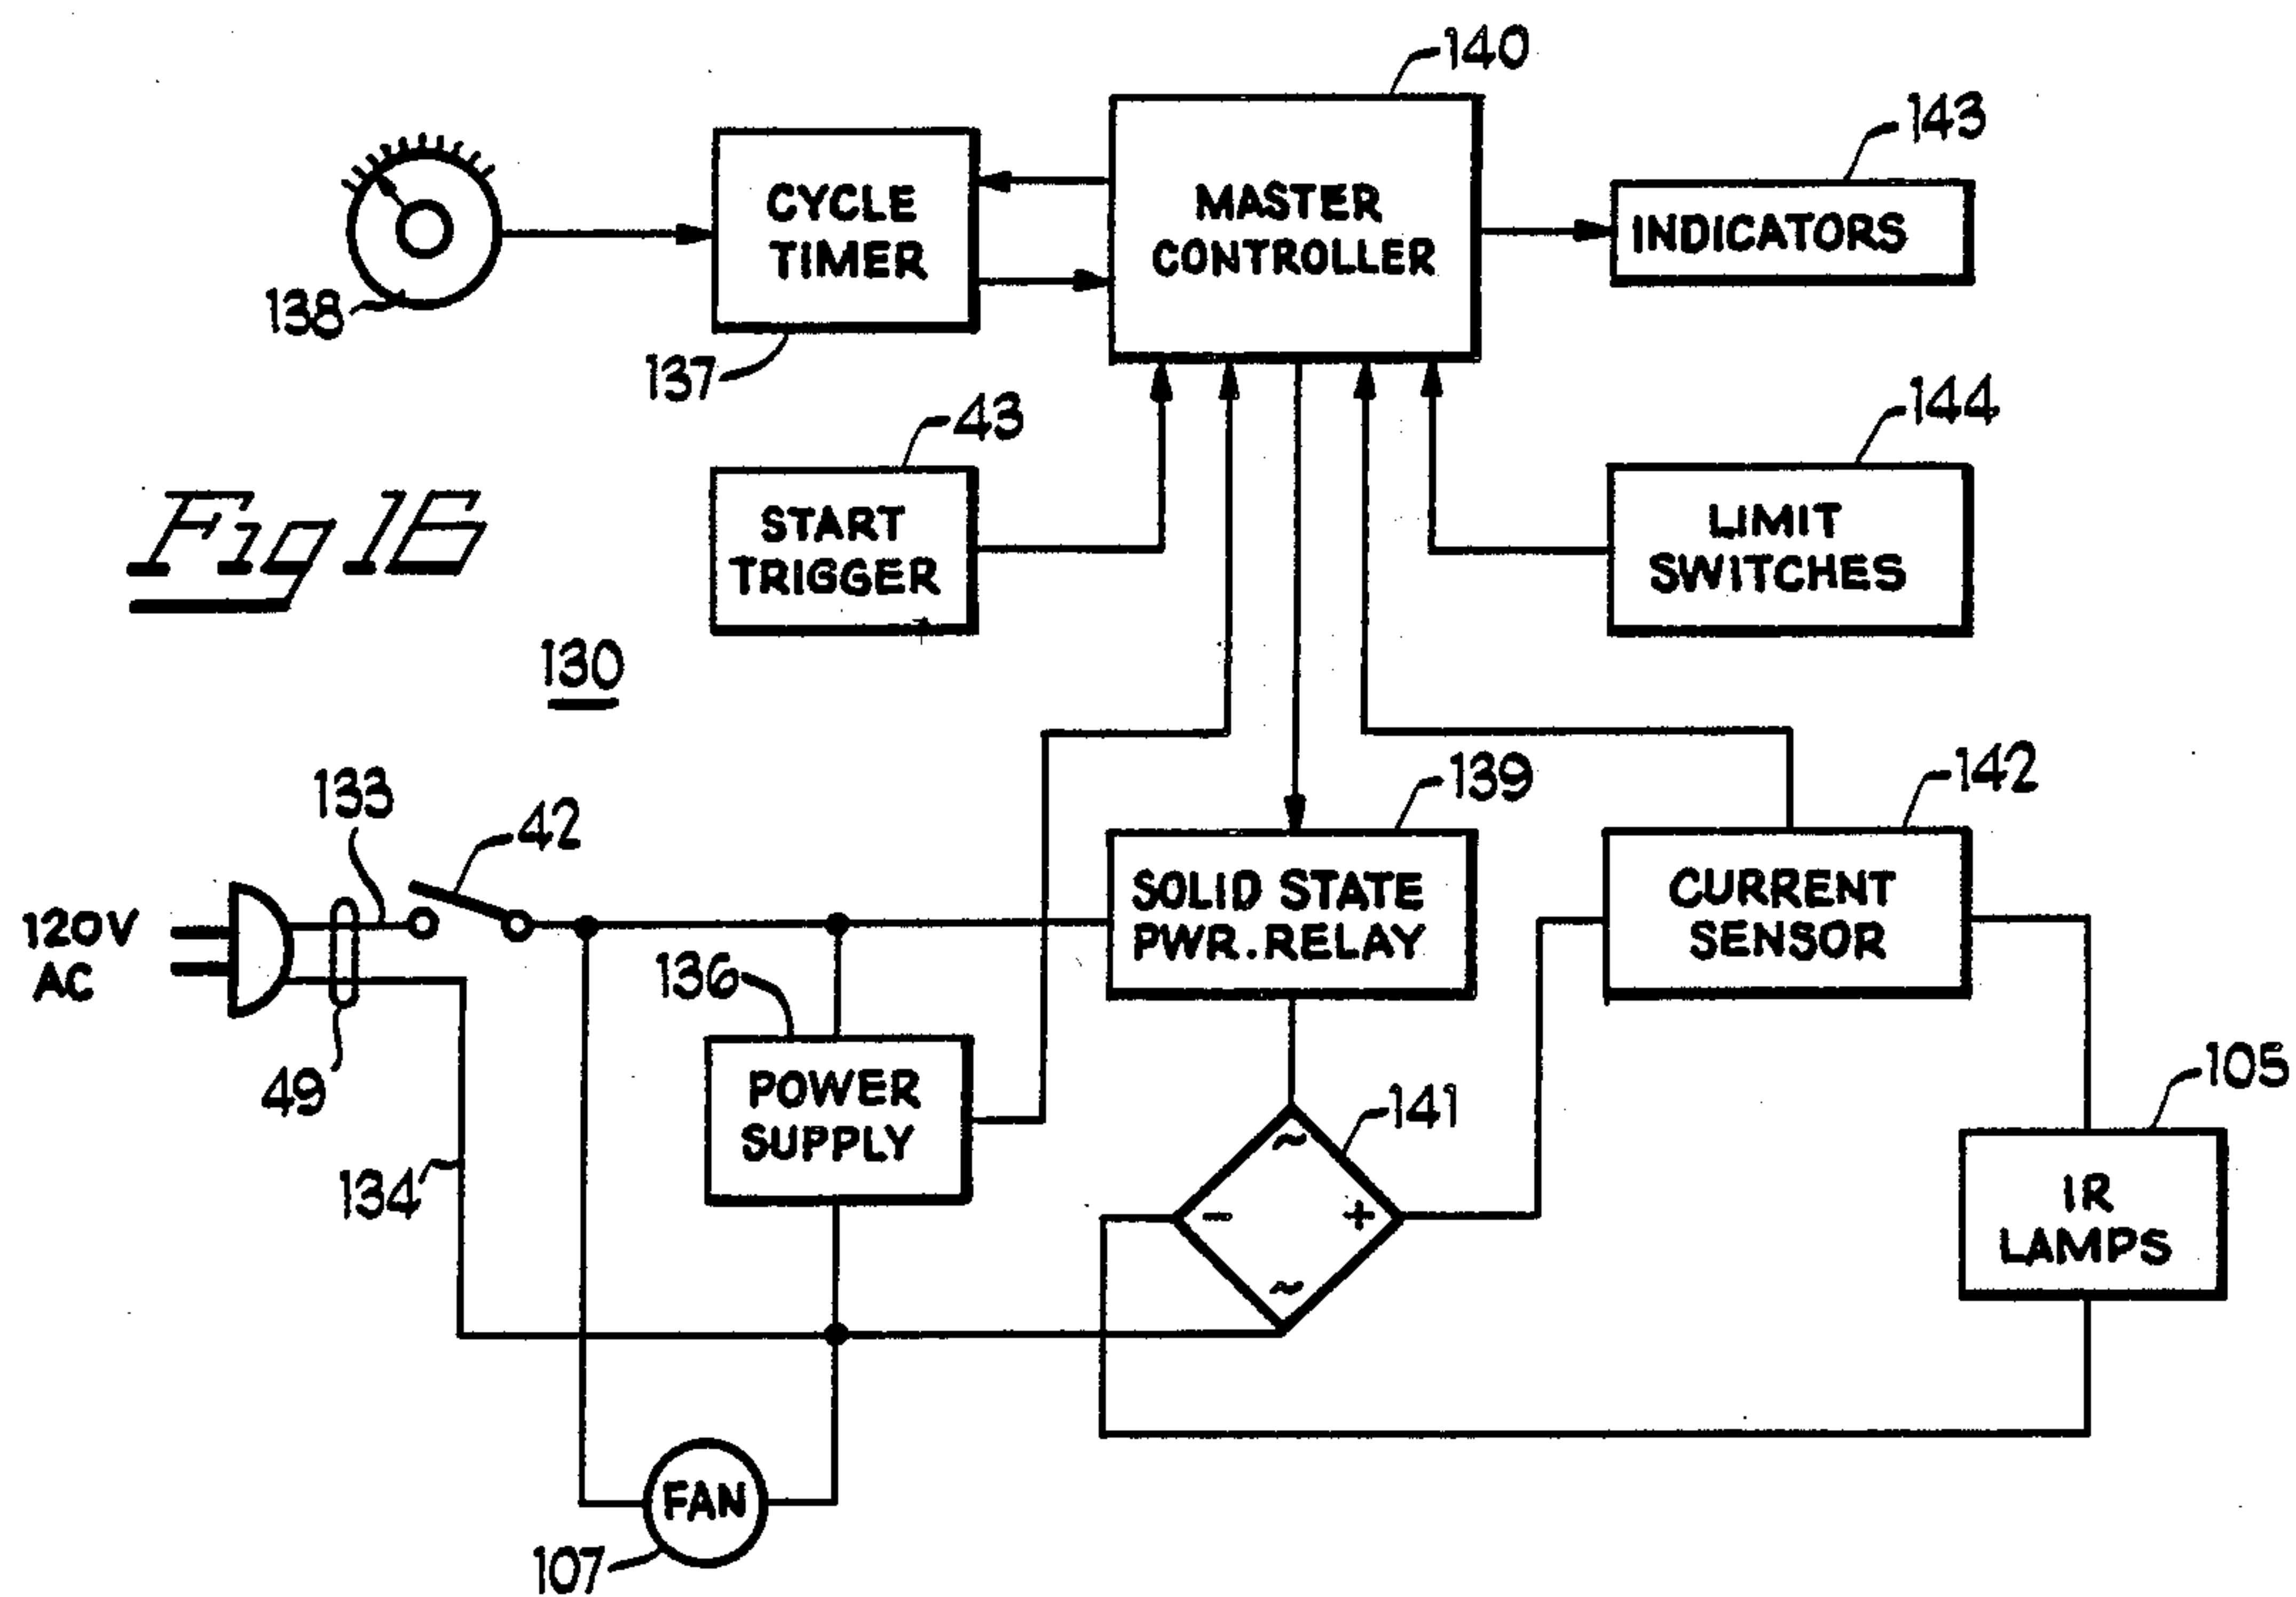 140
143
CYCLE
TIMER
MASTER
CONTROLLER
INDICATORS
138
137
43
144
START
TRIGGER
LIMIT
SWITCHES
Fig 16
130
133
42
139
142
120V
AC
SOLID STATE
PWR. RELAY
CURRENT
SENSOR
136
49
POWER
SUPPLY
141
105
134
~
- +
~
IR
LAMPS
FAN
107